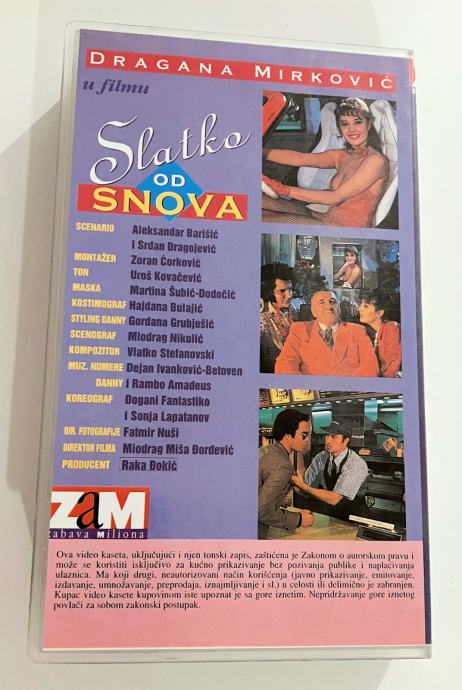 DRAGANA MIRKOVIĆ
u filmu
Slatko
OD
SNOVA
SCENARIO Aleksandar Barišić
i Srđan Dragojević
MONTAŽER Zoran Ćorković
TON Uroš Kovačević
MASKA Martina Šubić-Dodočić
KOSTIMOGRAF Hajdana Bulajić
STYLING DANNY Gordana Grubješić
SCENOGRAF Miodrag Nikolić
KOMPOZITOR Vlatko Stefanovski
MUZ. NUMERE Dejan Ivanković-Betoven
DANNY i Rambo Amadeus
KOREOGRAF Đogani Fantastiko
i Sonja Lapatanov
DIR. FOTOGRAFIJE Fatmir Nuši
DIREKTOR FILMA Miodrag Miša Đorđević
PRODUCENT Raka Đokić
ZaM
zabava Miliona
Ova video kaseta, uključujući i njen tonski zapis, zaštićena je Zakonom o autorskom pravu i
može se koristiti isključivo za kućno prikazivanje bez pozivanja publike i naplaćivanja
ulaznica. Ma koji drugi, neautorizovani način korišćenja (javno prikazivanje, emitovanje,
izdavanje, umnožavanje, preprodaja, iznajmljivanje i sl.) u celosti ili delimično je zabranjen.
Kupac video kasete kupovinom iste upoznat je sa gore iznetim. Nepridržavanje gore iznetog
povlači za sobom zakonski postupak.